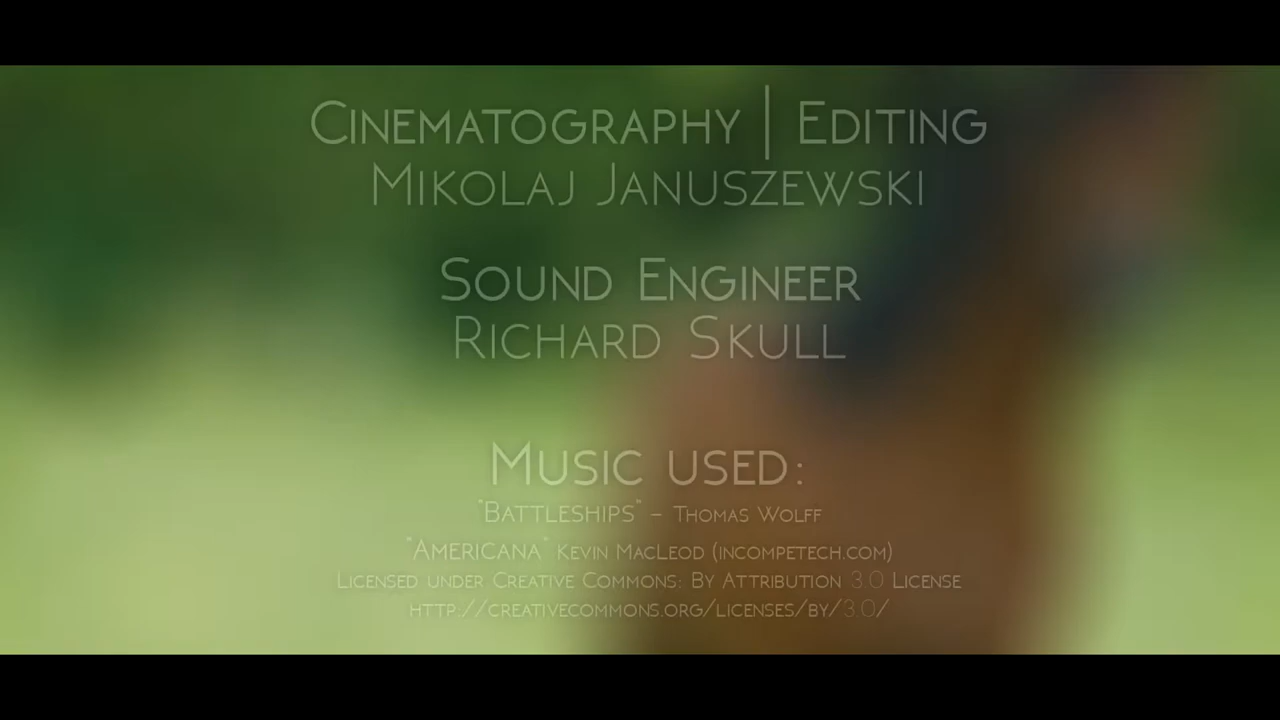 Cinematography | Editing
Mikolaj Januszewski
Sound Engineer
Richard Skull
Music used:
"Battleships" - Thomas Wolff
"Americana" Kevin MacLeod (incompetech.com)
Licensed under Creative Commons: By Attribution 3.0 License
http://creativecommons.org/licenses/by/3.0/